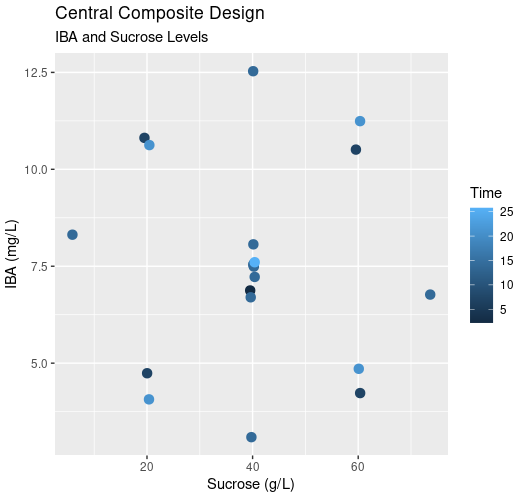 Central Composite Design
IBA and Sucrose Levels
12.5
10.0
7.5
5.0
IBA (mg/L)
20 40 60
Sucrose (g/L)
Time
25
20
15
10
5